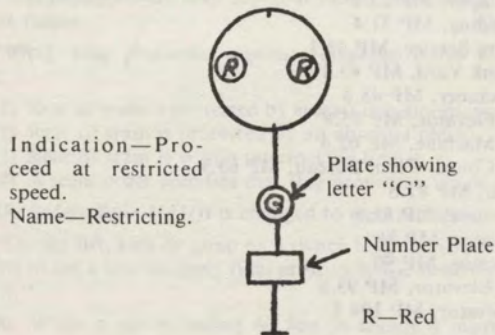 R R
Indication—Pro-
ceed at restricted
speed.
Name—Restricting.
Plate showing
letter “G”
G
Number Plate
R—Red